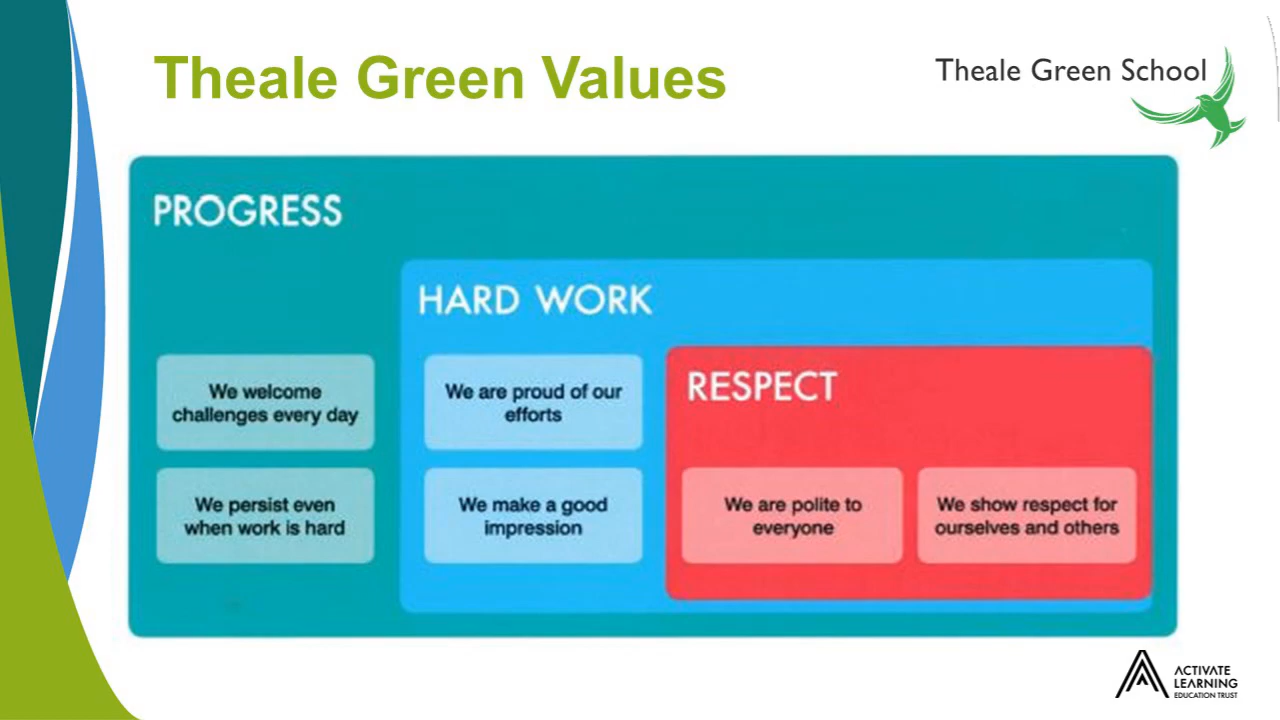 Theale Green Values
Theale Green School
PROGRESS
We welcome
challenges every day
We persist even
when work is hard
HARD WORK
We are proud of our
efforts
We make a good
impression
RESPECT
We are polite to
everyone
We show respect for
ourselves and others
ACTIVATE
LEARNING
EDUCATION TRUST